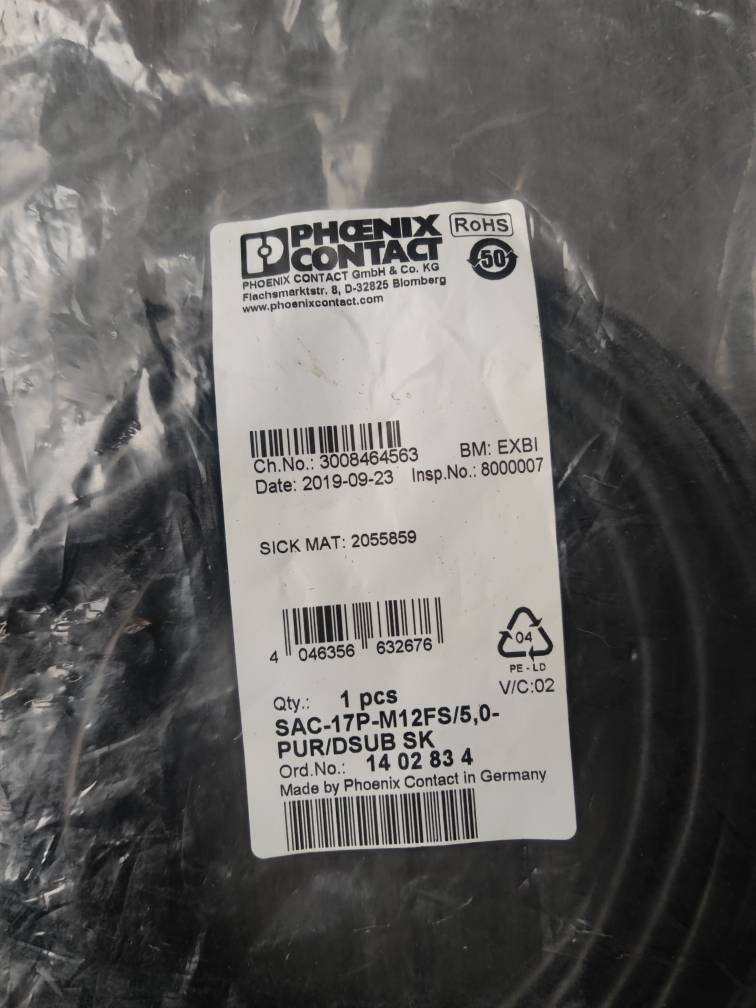 PHŒNIX
CONTACT
RoHS
50
PHOENIX CONTACT GmbH & Co. KG
Flachsmarktstr. 8, D-32825 Blomberg
www.phoenixcontact.com
Ch.No.: 3008464563 BM: EXBI
Date: 2019-09-23 Insp.No.: 8000007
SICK MAT: 2055859
4 046356 632676
04
PE-LD
V/C:02
Qty.: 1 pcs
SAC-17P-M12FS/5,0-
PUR/DSUB SK
Ord.No.: 14 02 83 4
Made by Phoenix Contact in Germany